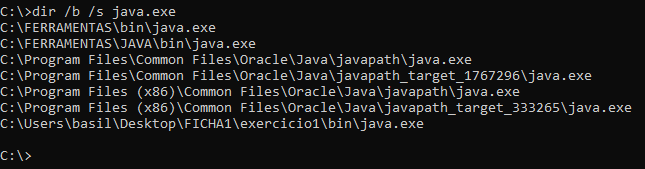 C:\>dir /b /s java.exe
C:\FERRAMENTAS\bin\java.exe
C:\FERRAMENTAS\JAVA\bin\java.exe
C:\Program Files\Common Files\Oracle\Java\javapath\java.exe
C:\Program Files\Common Files\Oracle\Java\javapath_target_1767296\java.exe
C:\Program Files (x86)\Common Files\Oracle\Java\javapath\java.exe
C:\Program Files (x86)\Common Files\Oracle\Java\javapath_target_333265\java.exe
C:\Users\basil\Desktop\FICHA1\exercicio1\bin\java.exe
C:\>